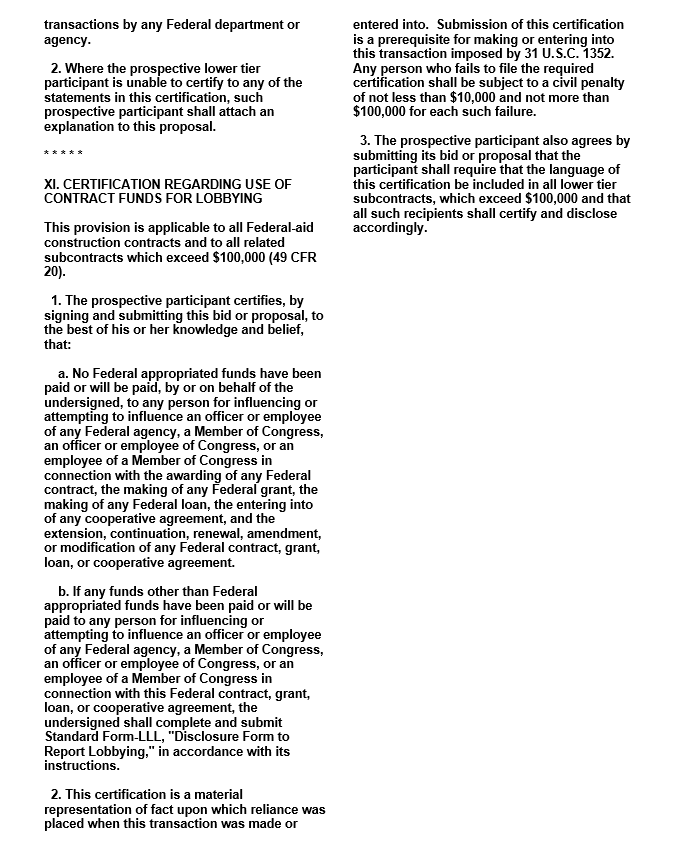 transactions by any Federal department or
agency.
2. Where the prospective lower tier
participant is unable to certify to any of the
statements in this certification, such
prospective participant shall attach an
explanation to this proposal.
* * * * *
XI. CERTIFICATION REGARDING USE OF
CONTRACT FUNDS FOR LOBBYING
This provision is applicable to all Federal-aid
construction contracts and to all related
subcontracts which exceed $100,000 (49 CFR
20).
1. The prospective participant certifies, by
signing and submitting this bid or proposal, to
the best of his or her knowledge and belief,
that:
a. No Federal appropriated funds have been
paid or will be paid, by or on behalf of the
undersigned, to any person for influencing or
attempting to influence an officer or employee
of any Federal agency, a Member of Congress,
an officer or employee of Congress, or an
employee of a Member of Congress in
connection with the awarding of any Federal
contract, the making of any Federal grant, the
making of any Federal loan, the entering into
of any cooperative agreement, and the
extension, continuation, renewal, amendment,
or modification of any Federal contract, grant,
loan, or cooperative agreement.
b. If any funds other than Federal
appropriated funds have been paid or will be
paid to any person for influencing or
attempting to influence an officer or employee
of any Federal agency, a Member of Congress,
an officer or employee of Congress, or an
employee of a Member of Congress in
connection with this Federal contract, grant,
loan, or cooperative agreement, the
undersigned shall complete and submit
Standard Form-LLL, "Disclosure Form to
Report Lobbying," in accordance with its
instructions.
2. This certification is a material
representation of fact upon which reliance was
placed when this transaction was made or
entered into.  Submission of this certification
is a prerequisite for making or entering into
this transaction imposed by 31 U.S.C. 1352.
Any person who fails to file the required
certification shall be subject to a civil penalty
of not less than $10,000 and not more than
$100,000 for each such failure.
3. The prospective participant also agrees by
submitting its bid or proposal that the
participant shall require that the language of
this certification be included in all lower tier
subcontracts, which exceed $100,000 and that
all such recipients shall certify and disclose
accordingly.